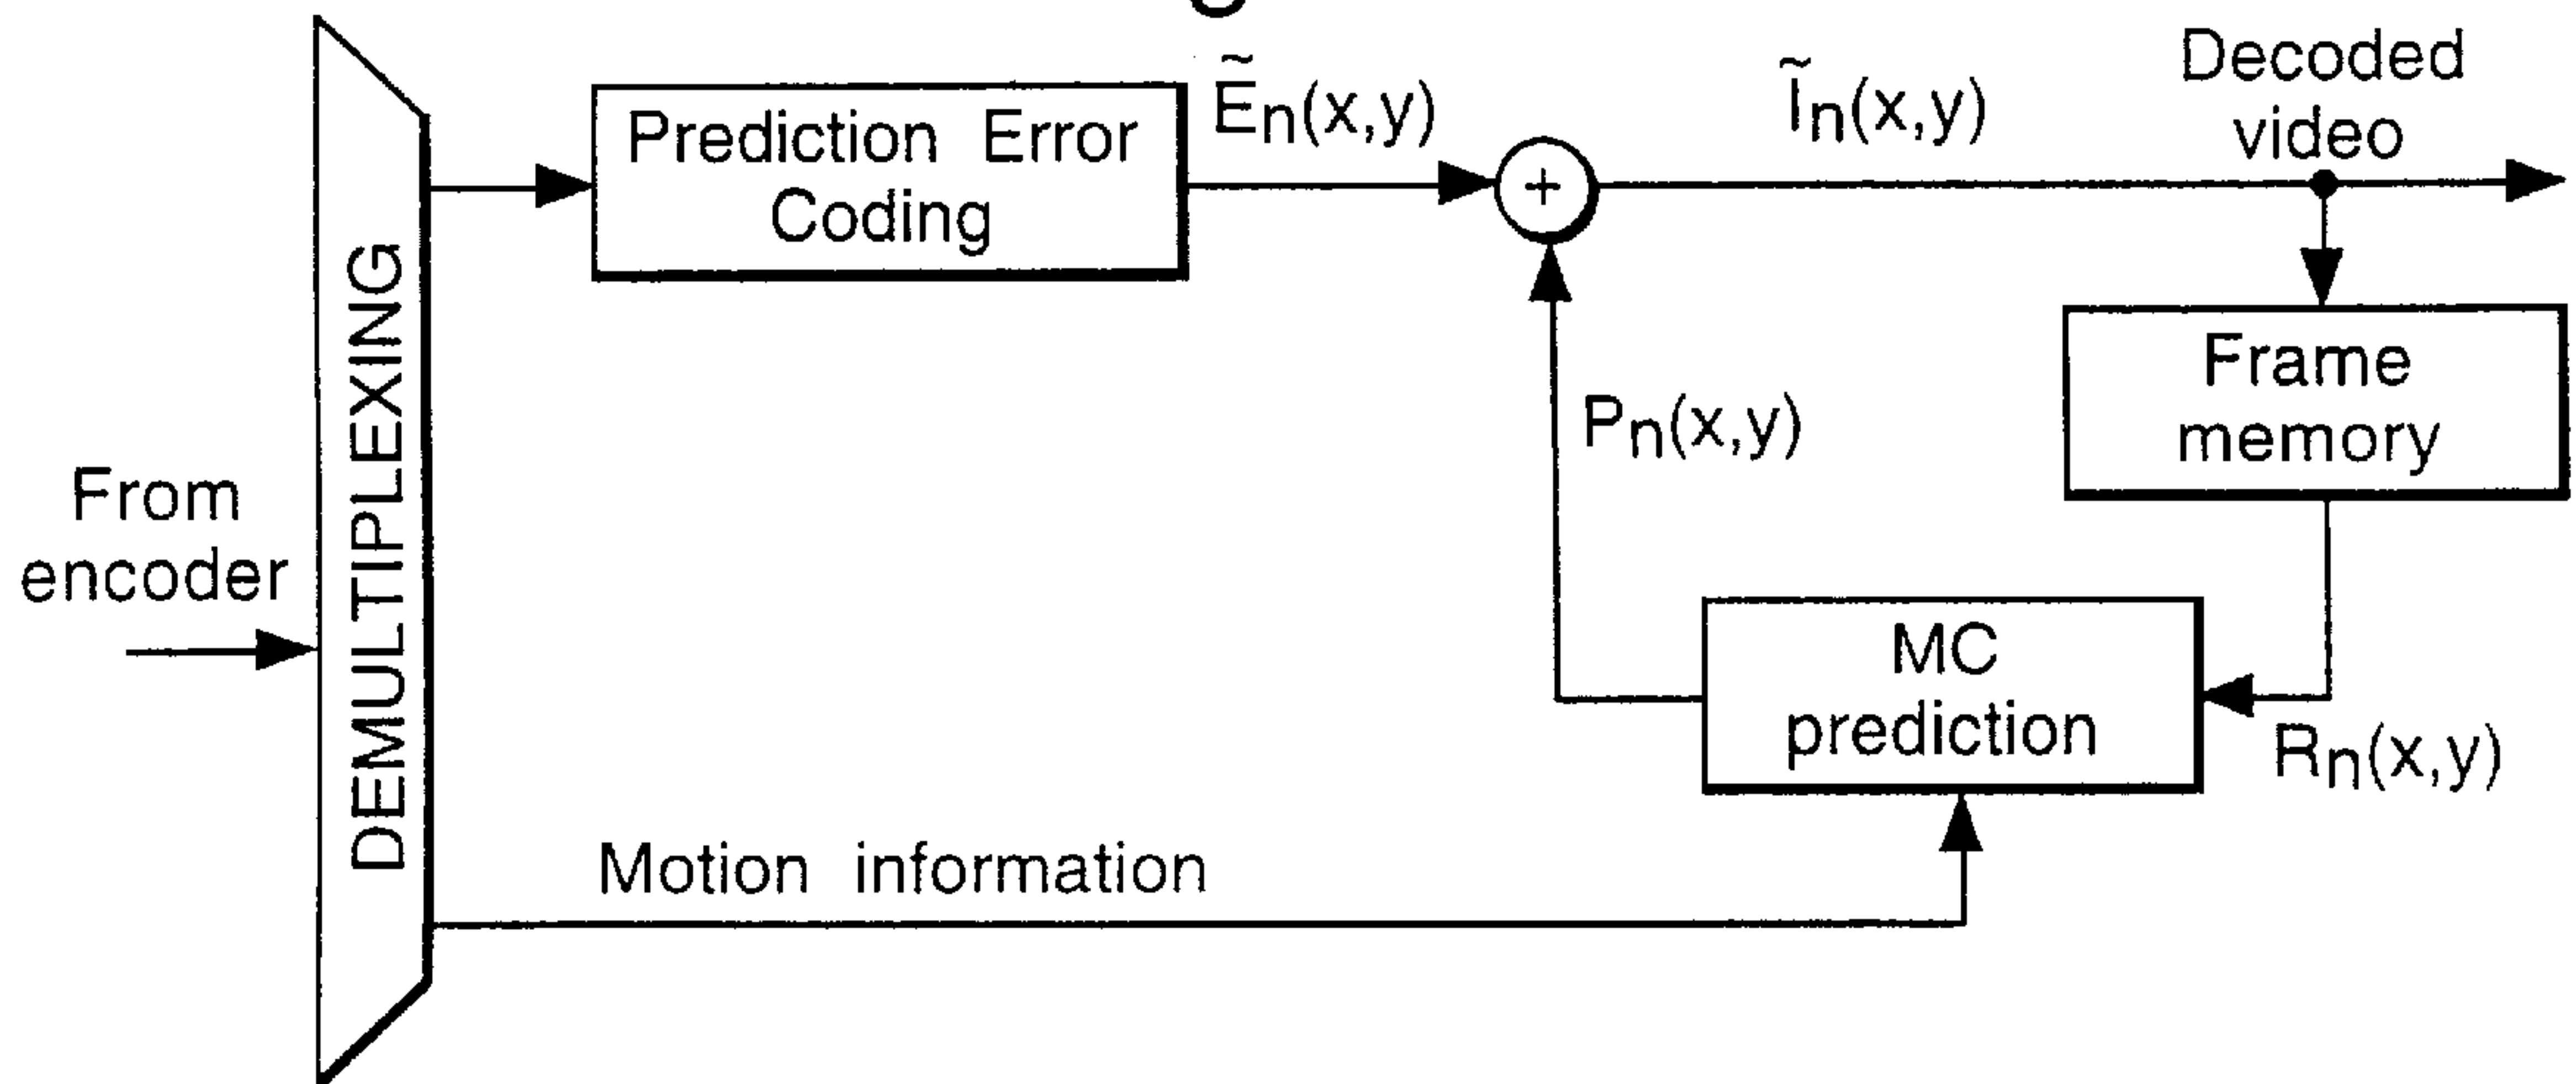 Prediction Error
Coding
Ẽn(x,y)
+
Ĩn(x,y)
Decoded
video
Frame
memory
Pn(x,y)
From
encoder
DEMULTIPLEXING
MC
prediction
Rn(x,y)
Motion information